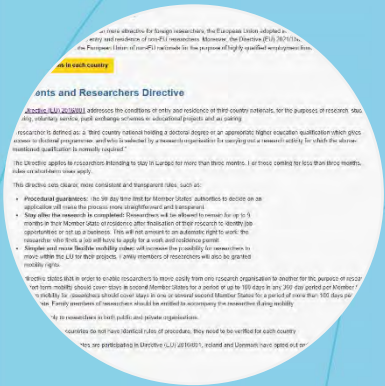 more attractive for foreign researchers, the European Union adopted
entry and residence of non-EU researchers. Moreover, the Directive (EU) 2021/
the European Union of non-EU nationals for the purpose of highly qualified employment
in each country
ents and Researchers Directive
Directive (EU) 2016/801 addresses the conditions of entry and residence of third-country nationals, for the purposes of research, stud
voluntary service, pupil exchange schemes or educational projects and au pairing
researcher is defined as: a "third country national holding a doctoral degree or an appropriate higher education qualification which gives
access to doctoral programmes, and who is selected by a research organisation for carrying out a research activity for which the above-
mentioned qualification is normally required."
The Directive applies to researchers intending to stay in Europe for more than three months. For those coming for less than three months,
rules on short-term visas apply.
This directive sets clearer, more consistent and transparent rules, such as:
• Procedural guarantees: The 90 day time limit for Member States' authorities to decide on an
application will make the process more straightforward and transparent.
• Stay after the research is completed: Researchers will be allowed to remain for up to 9
months in their Member State of residence after finalisation of their research to identify job
opportunities or set up a business. This will not amount to an automatic right to work: the
researcher who finds a job will have to apply for a work and residence permit
• Simpler and more flexible mobility rules: will increase the possibility for researchers to
move within the EU for their projects. Family members of researchers will also be granted
mobility rights.
directive states that in order to enable researchers to move easily from one research organisation to another for the purpose of resear
short term mobility should cover stays in second Member States for a period of up to 180 days in any 360 day period per Member
mobility for researchers should cover stays in one or several second Member States for a period of more than 180 days per
Family members of researchers should be entitled to accompany the researcher during mobility
to researchers in both public and private organisations.
countries do not have identical rules of procedure, they need to be verified for each country
are participating in Directive (EU) 2016/801, Ireland and Denmark have opted out